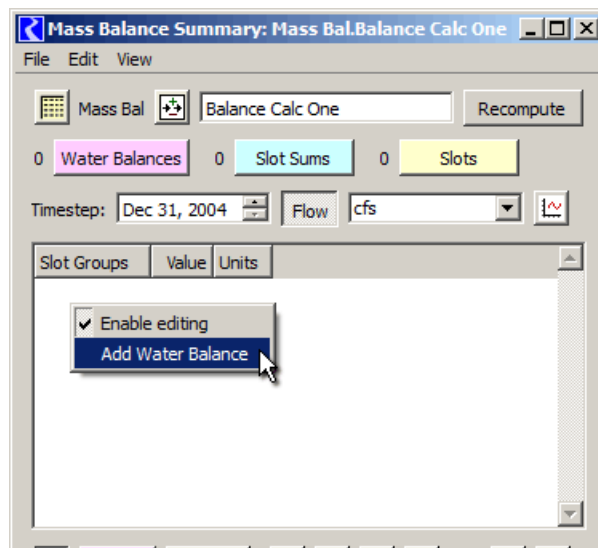 Mass Balance Summary: Mass Bal.Balance Calc One
File Edit View
Mass Bal Balance Calc One Recompute
0 Water Balances 0 Slot Sums 0 Slots
Timestep: Dec 31, 2004 Flow cfs
Slot Groups Value Units
Enable editing
Add Water Balance